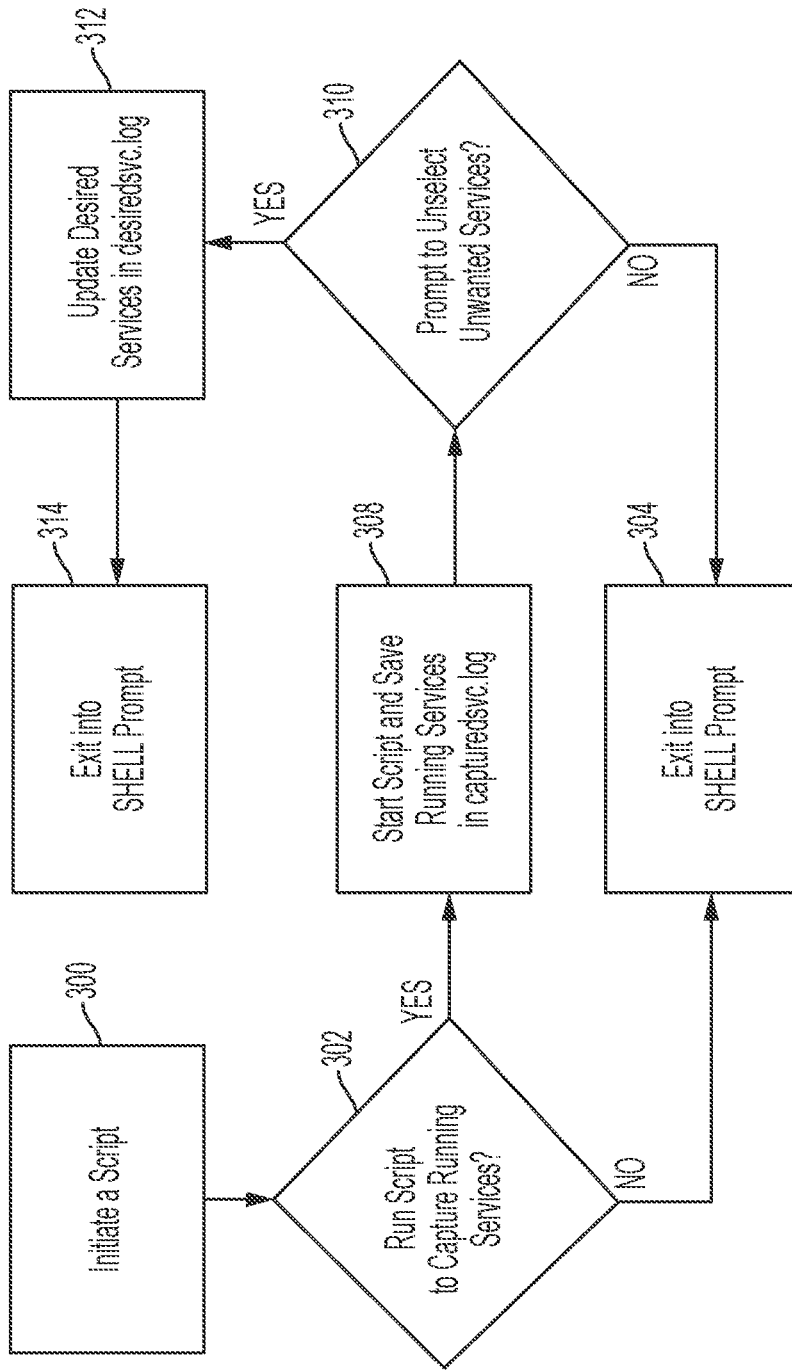 300
Initiate a Script
302
Run Script
to Capture Running
Services?
YES
NO
308
Start Script and Save
Running Services
in capturedsvc.log
304
Exit into
SHELL Prompt
310
Prompt to Unselect
Unwanted Services?
YES
NO
312
Update Desired
Services in desiredsvc.log
314
Exit into
SHELL Prompt